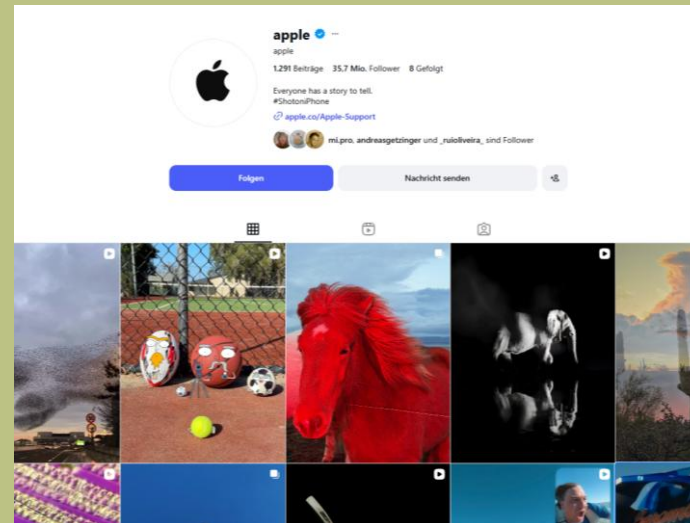 apple
apple
1.291 Beiträge 35,7 Mio. Follower 8 Gefolgt
Everyone has a story to tell.
#ShotoniPhone
apple.co/Apple-Support
mi.pro, andreasgetzinger und _ruioliveira_ sind Follower
Folgen Nachricht senden